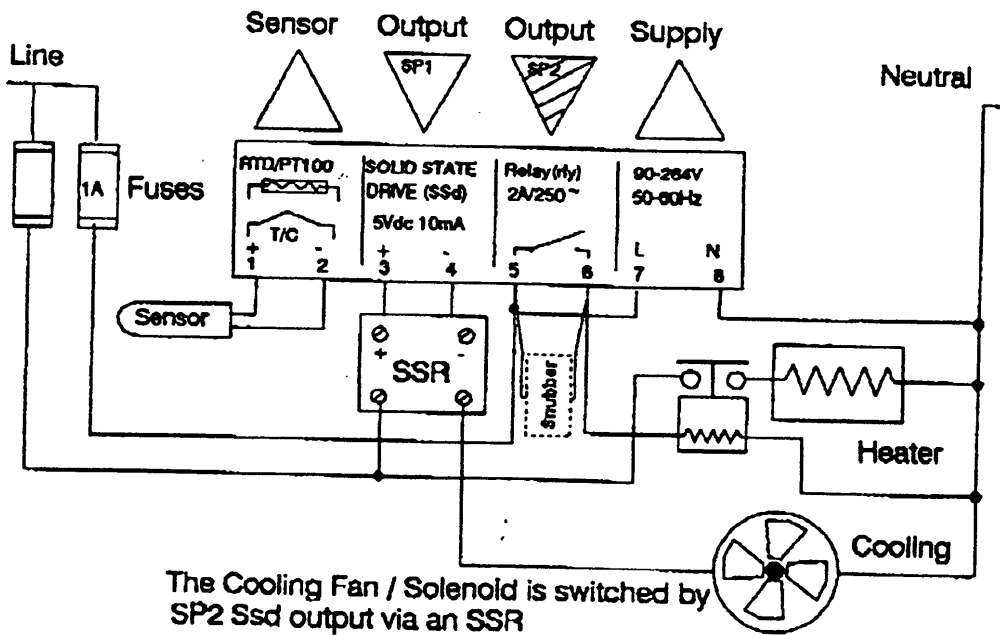 Sensor Output Output Supply
Line
SP1 SP2
Neutral
RTD/PT100 SOLID STATE Relay(rly) 90-264V
DRIVE (SSd) 2A/250~ 50-60Hz
1A Fuses
T/C 5Vdc 10mA
+ - + - L N
1 2 3 4 5 6 7 8
Sensor
+ -
SSR
Snubber
Heater
Cooling
The Cooling Fan / Solenoid is switched by
SP2 Ssd output via an SSR